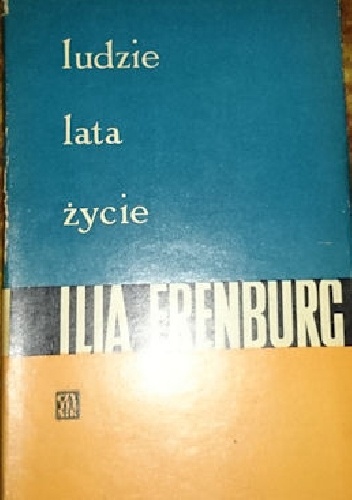 ludzie
lata
życie
ILIA ERENBURG